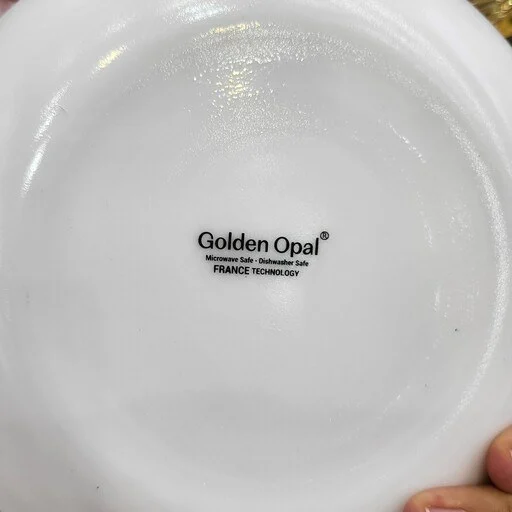 Golden Opal®
Microwave Safe - Dishwasher Safe
FRANCE TECHNOLOGY